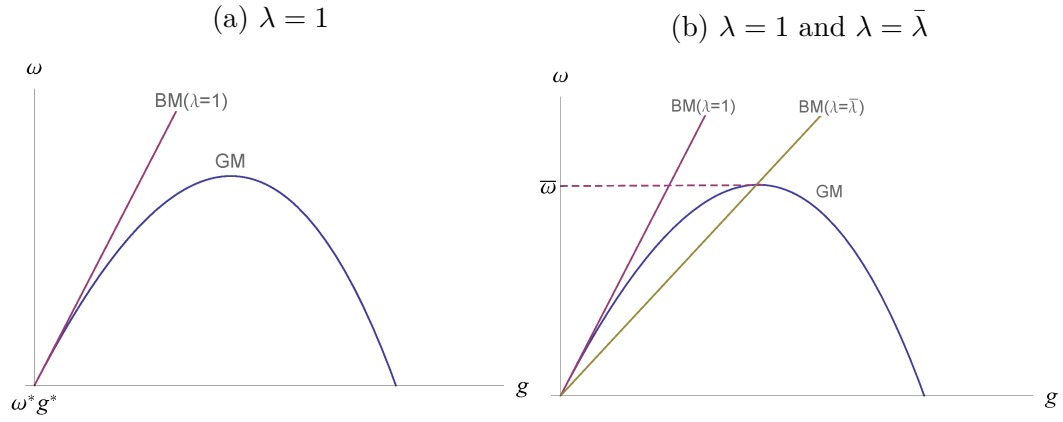 (a) λ = 1
ω
BM(λ=1)
GM
g
ω*g*
(b) λ = 1 and λ = λ̄
ω
BM(λ=1)
BM(λ=λ̄)
ω̄
GM
g